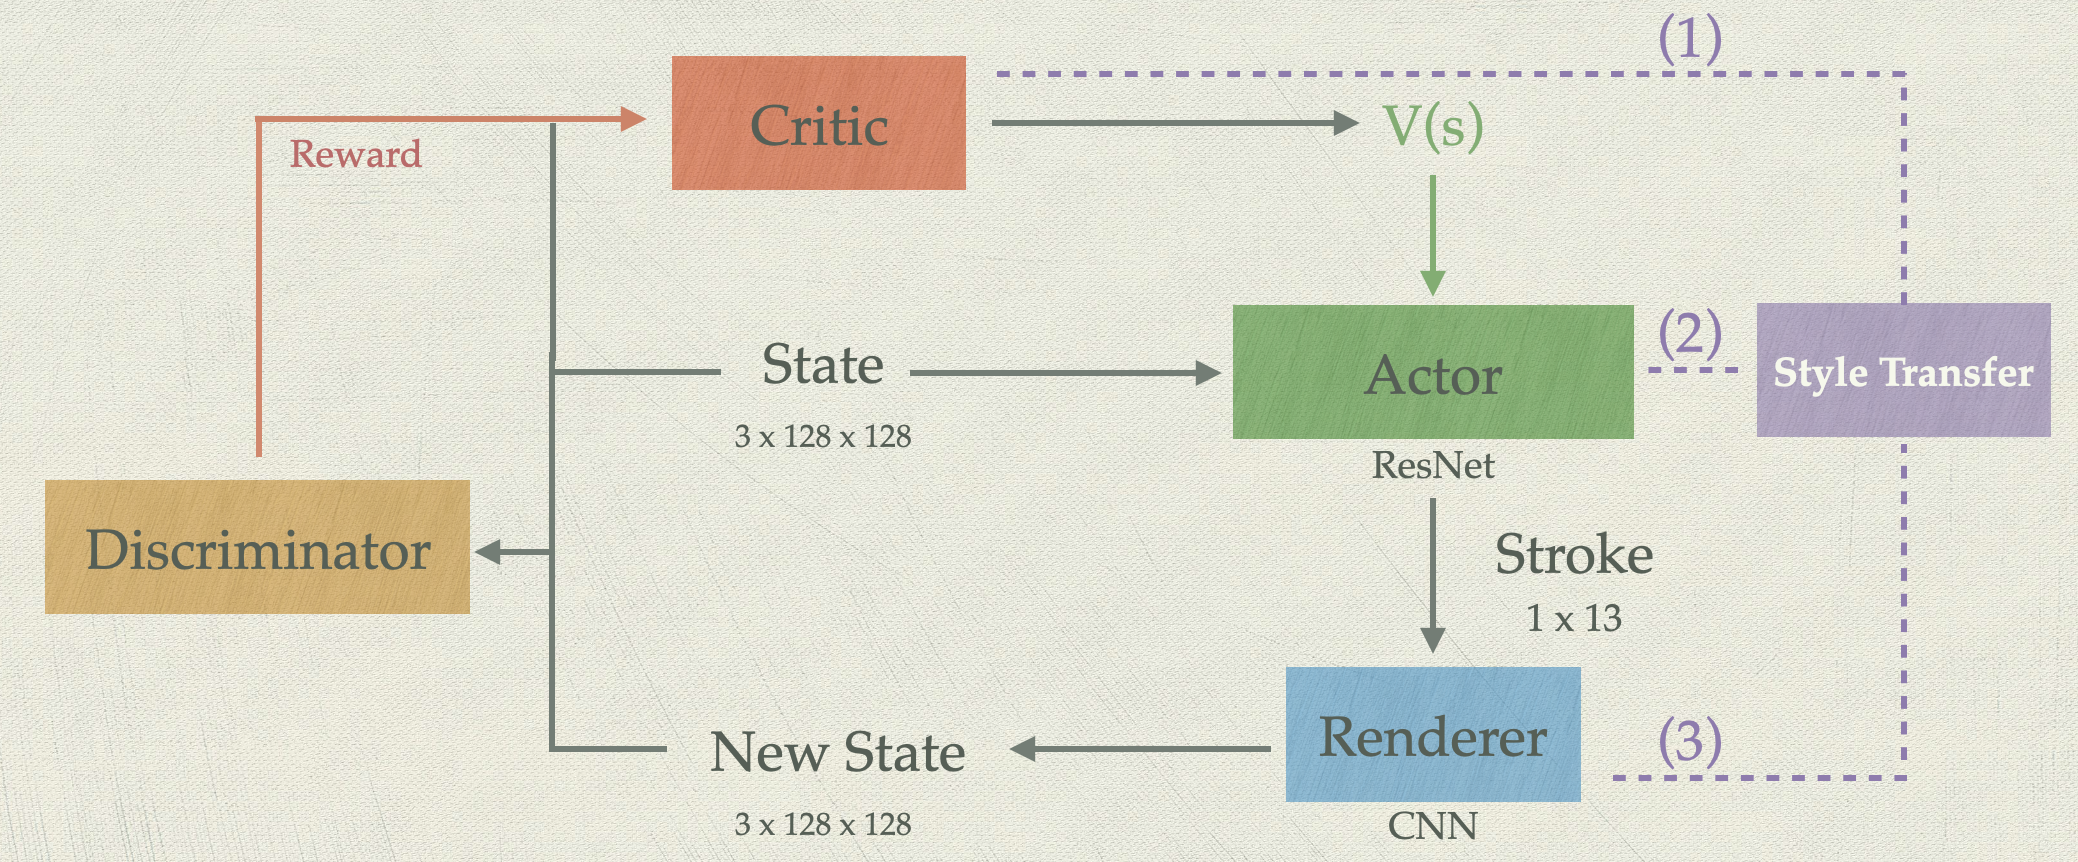 (1)
Critic
V(s)
Reward
State
3 x 128 x 128
Actor
ResNet
(2)
Style Transfer
Discriminator
Stroke
1 x 13
New State
3 x 128 x 128
Renderer
CNN
(3)